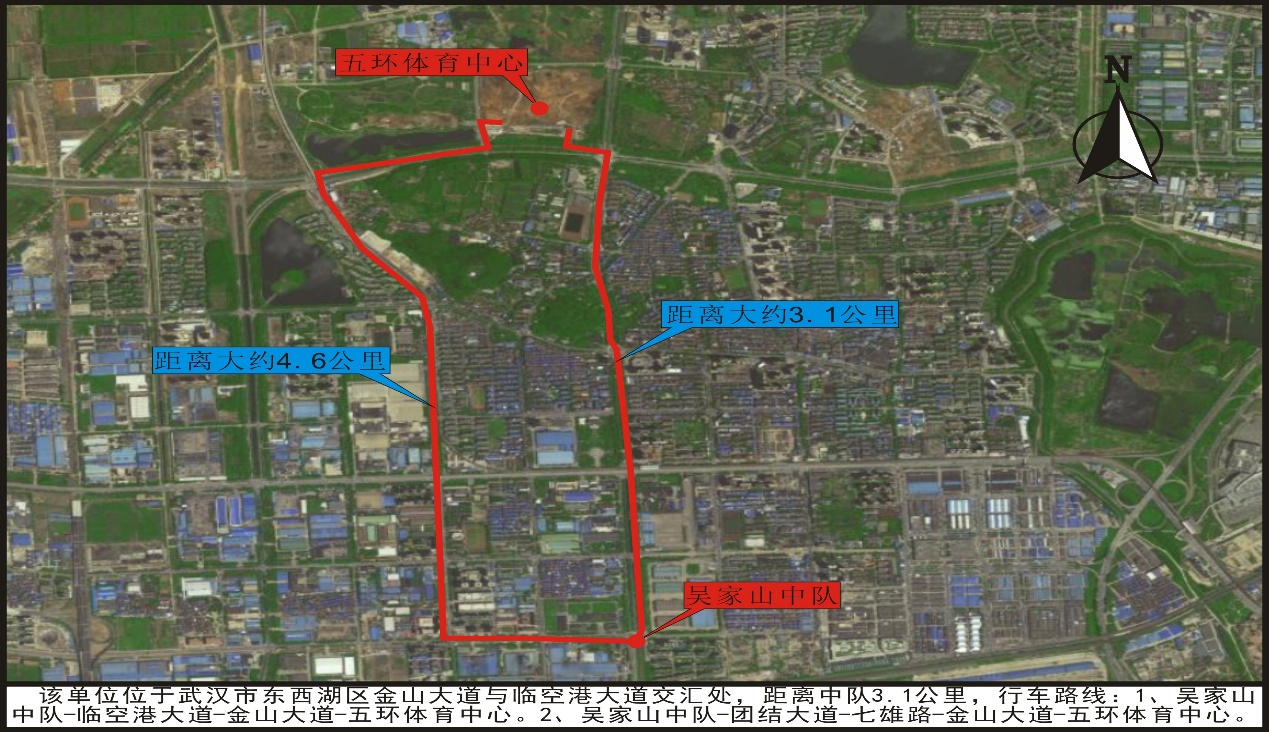 五环体育中心
N
距离大约3.1公里
距离大约4.6公里
吴家山中队
该单位位于武汉市东西湖区金山大道与临空港大道交汇处，距离中队3.1公里，行车路线：1、吴家山
中队-临空港大道-金山大道-五环体育中心。2、吴家山中队-团结大道-七雄路-金山大道-五环体育中心。